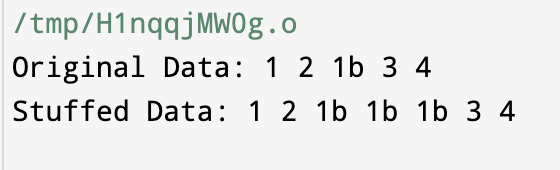 /tmp/H1nqqjMW0g.o
Original Data: 1 2 1b 3 4
Stuffed Data: 1 2 1b 1b 1b 3 4